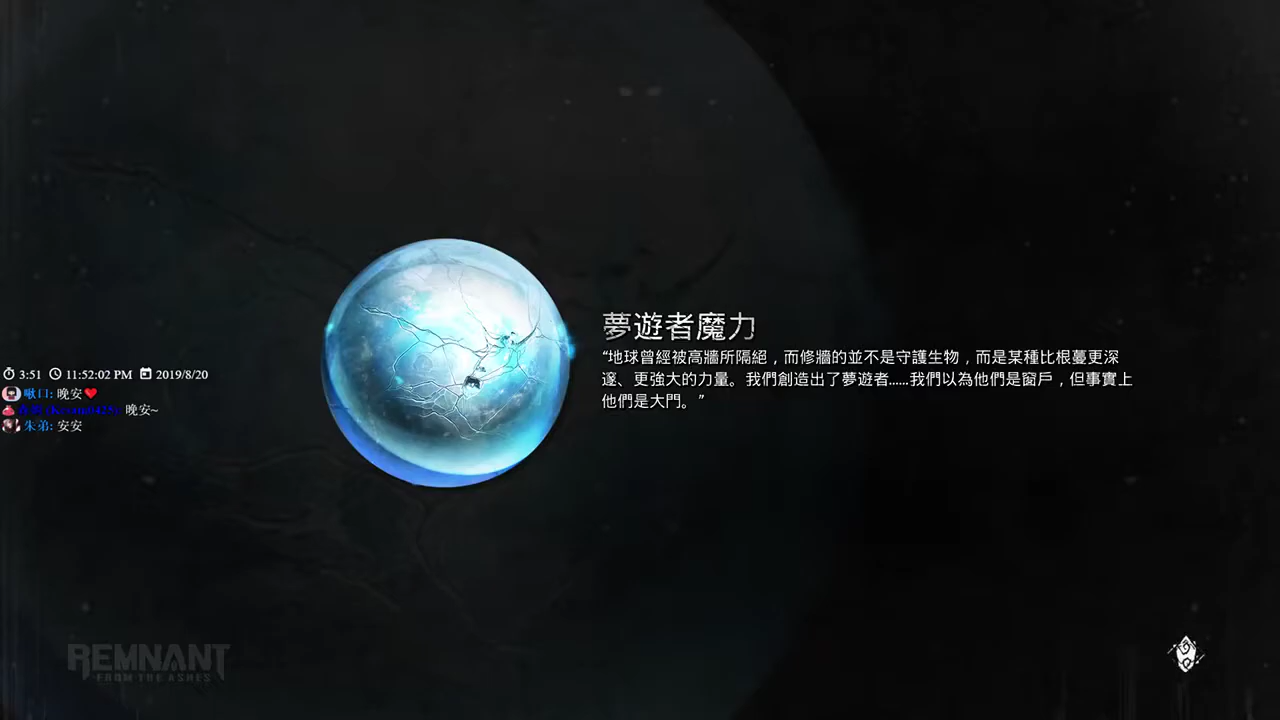 夢遊者魔力
“地球曾經被高牆所隔絕，而修牆的並不是守護生物，而是某種比根蔓更深
邃、更強大的力量。我們創造出了夢遊者......我們以為他們是窗戶，但事實上
他們是大門。”
3:51 11:52:02 PM 2019/8/20
啾口: 晚安❤
晚安~
朱弟: 安安
REMNANT
FROM THE ASHES